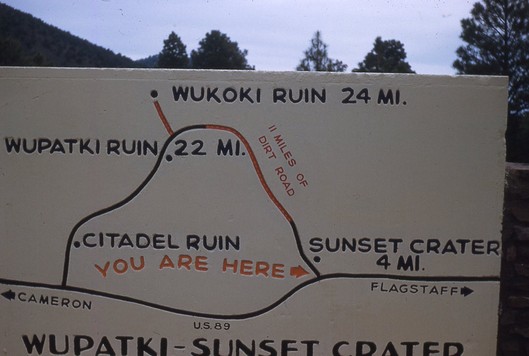 WUKOKI RUIN 24 MI.
WUPATKI RUIN 22 MI.
11 MILES OF
DIRT ROAD
CITADEL RUIN
SUNSET CRATER
4 MI.
YOU ARE HERE
FLAGSTAFF
CAMERON
U.S. 89
WUPATKI-SUNSET CRATER